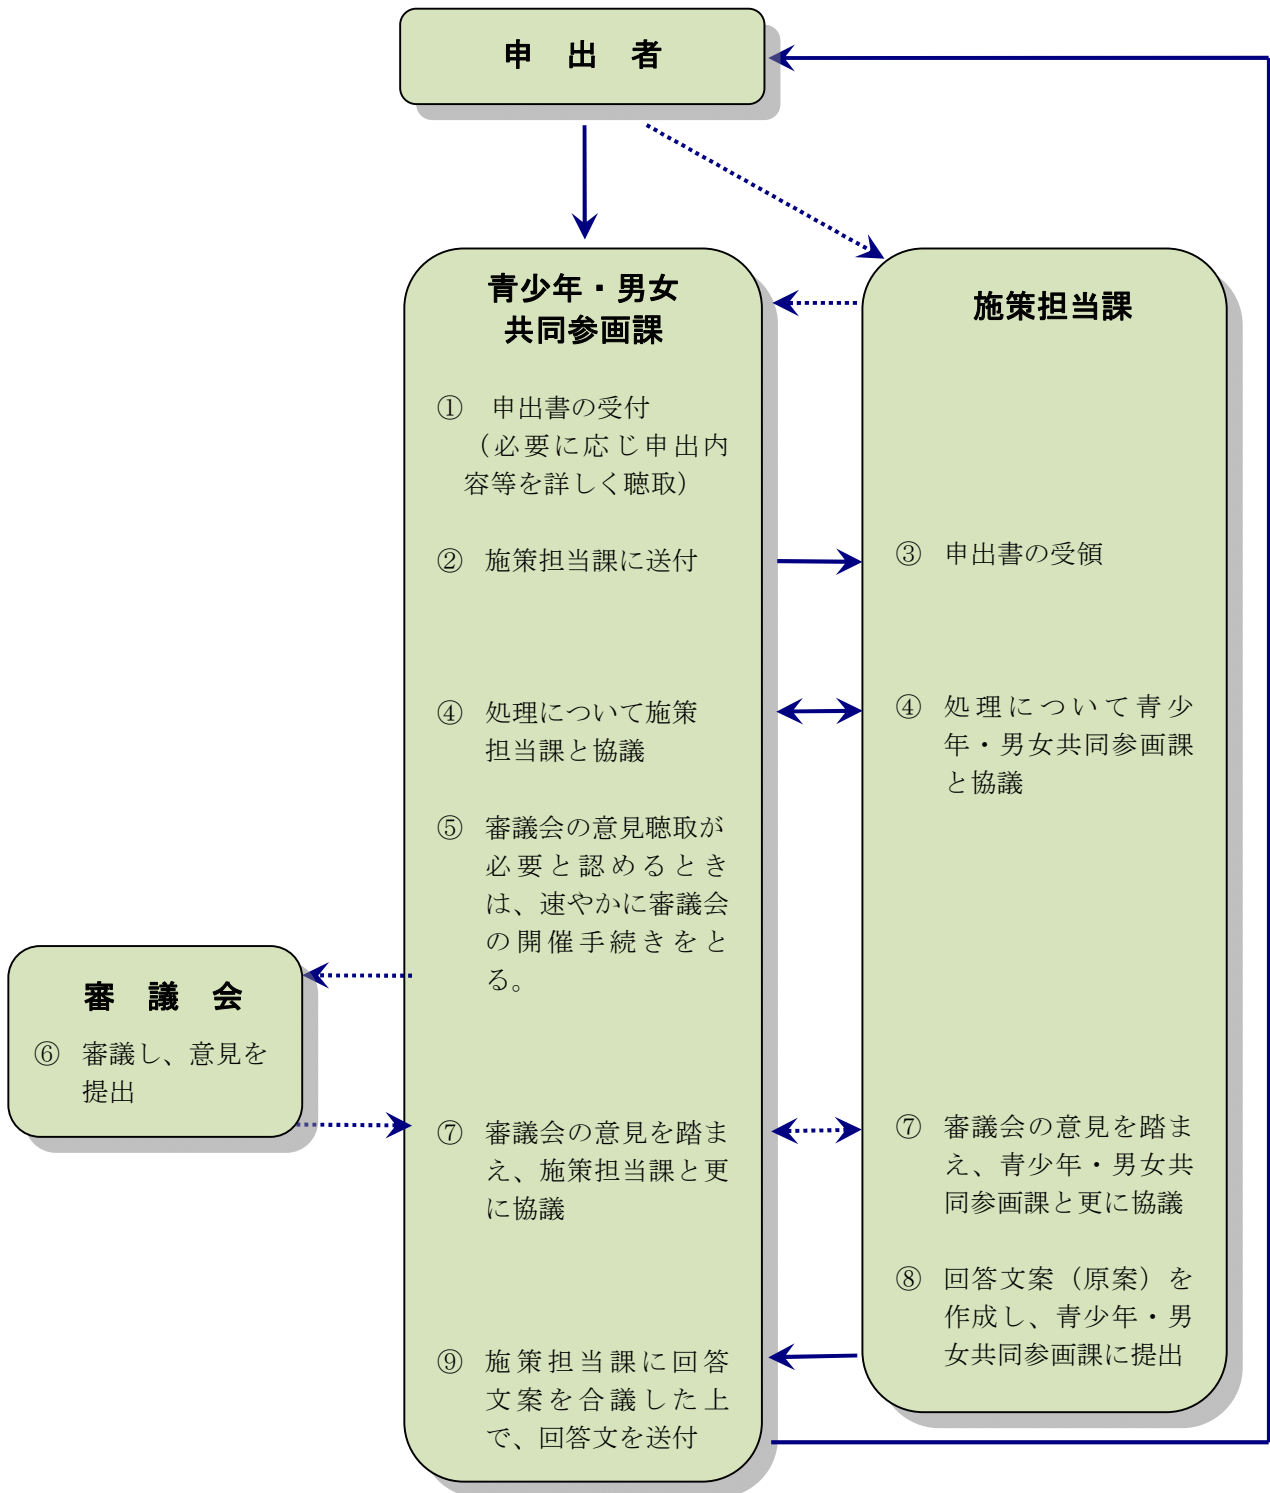 申　出　者
青少年・男女
共同参画課
①　申出書の受付
（必要に応じ申出内
容等を詳しく聴取）
②　施策担当課に送付
④　処理について施策
担当課と協議
⑤　審議会の意見聴取が
必要と認めるとき
は、速やかに審議会
の開催手続きをと
る。
⑦　審議会の意見を踏ま
え、施策担当課と更
に協議
⑨　施策担当課に回答
文案を合議した上
で、回答文を送付
施策担当課
③　申出書の受領
④　処理について青少
年・男女共同参画課
と協議
⑦　審議会の意見を踏ま
え、青少年・男女共
同参画課と更に協議
⑧　回答文案（原案）を
作成し、青少年・男
女共同参画課に提出
審　議　会
⑥　審議し、意見を
提出